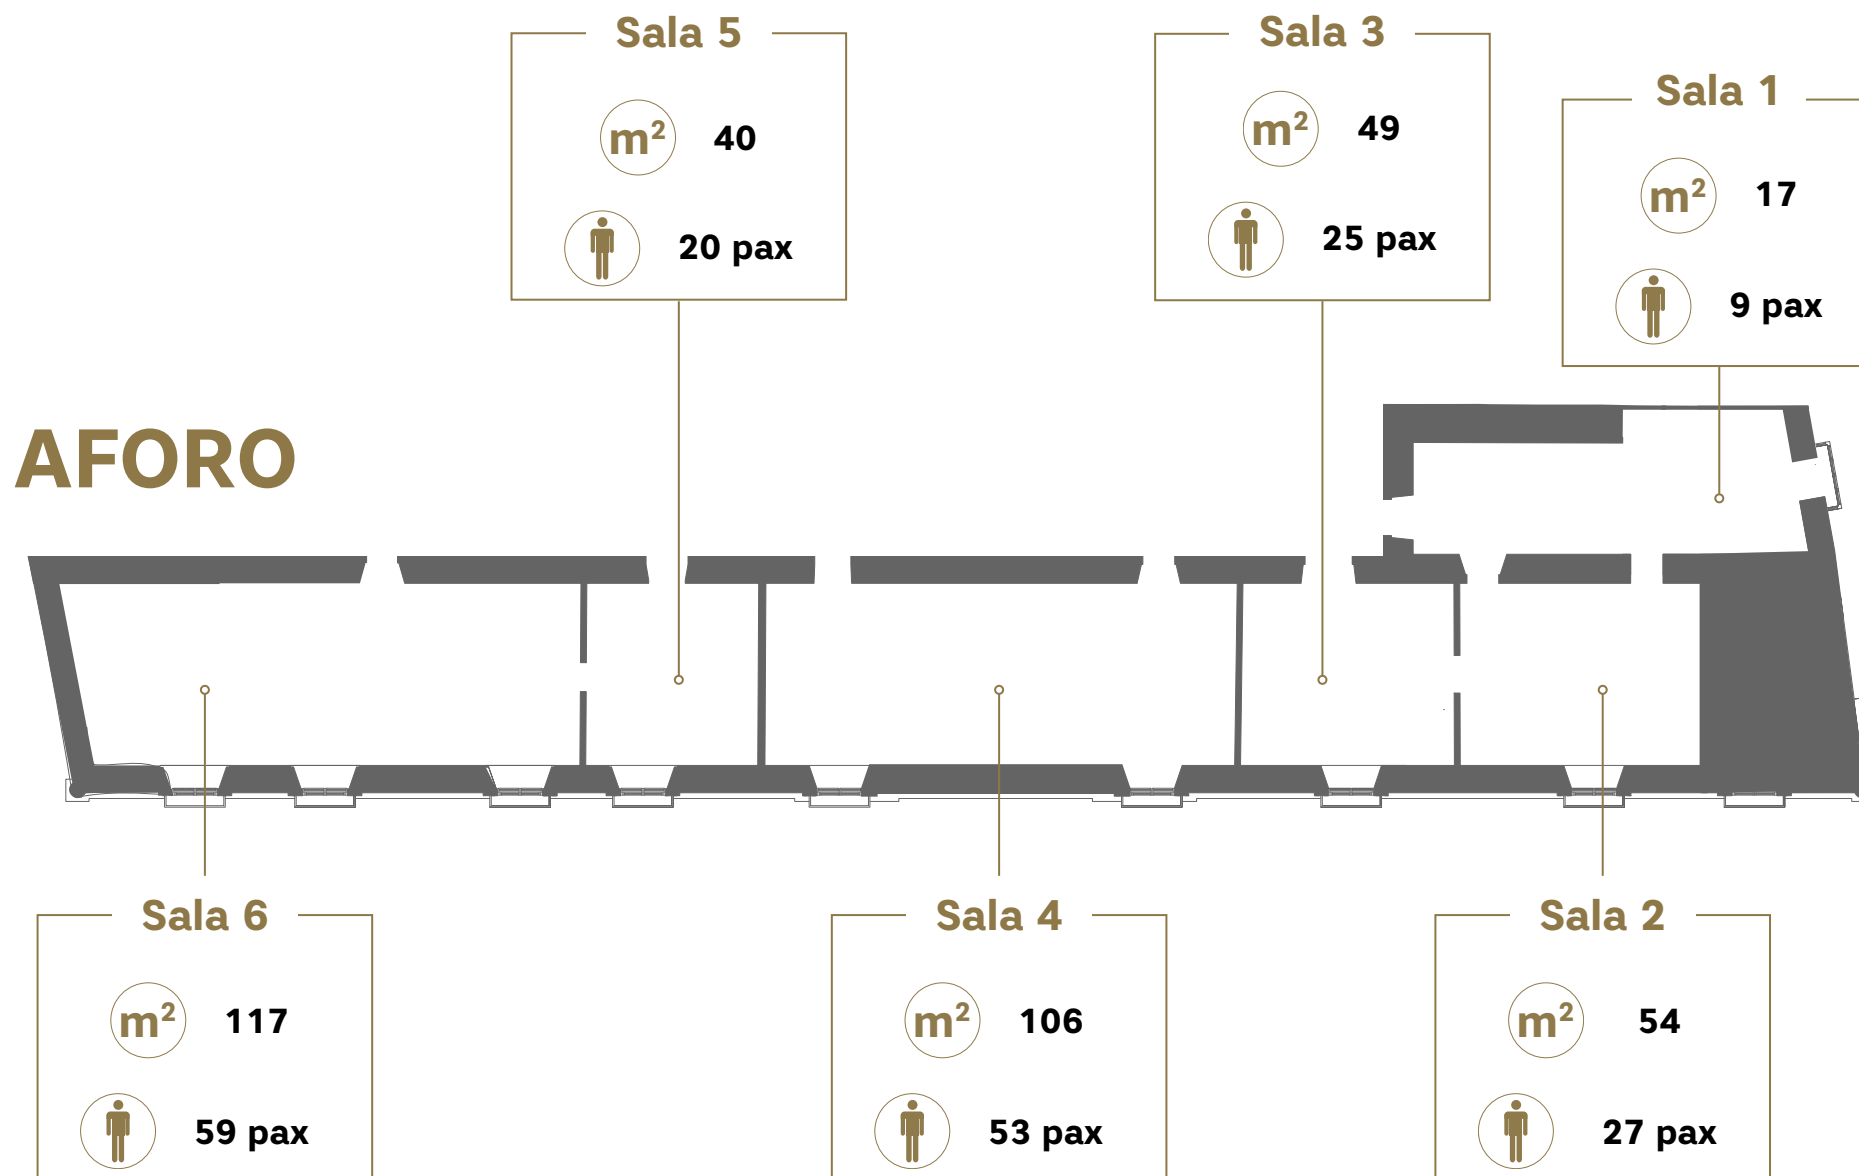 Sala 5
m² 40
20 pax
Sala 3
m² 49
25 pax
Sala 1
m² 17
9 pax
AFORO
Sala 6
m² 117
59 pax
Sala 4
m² 106
53 pax
Sala 2
m² 54
27 pax